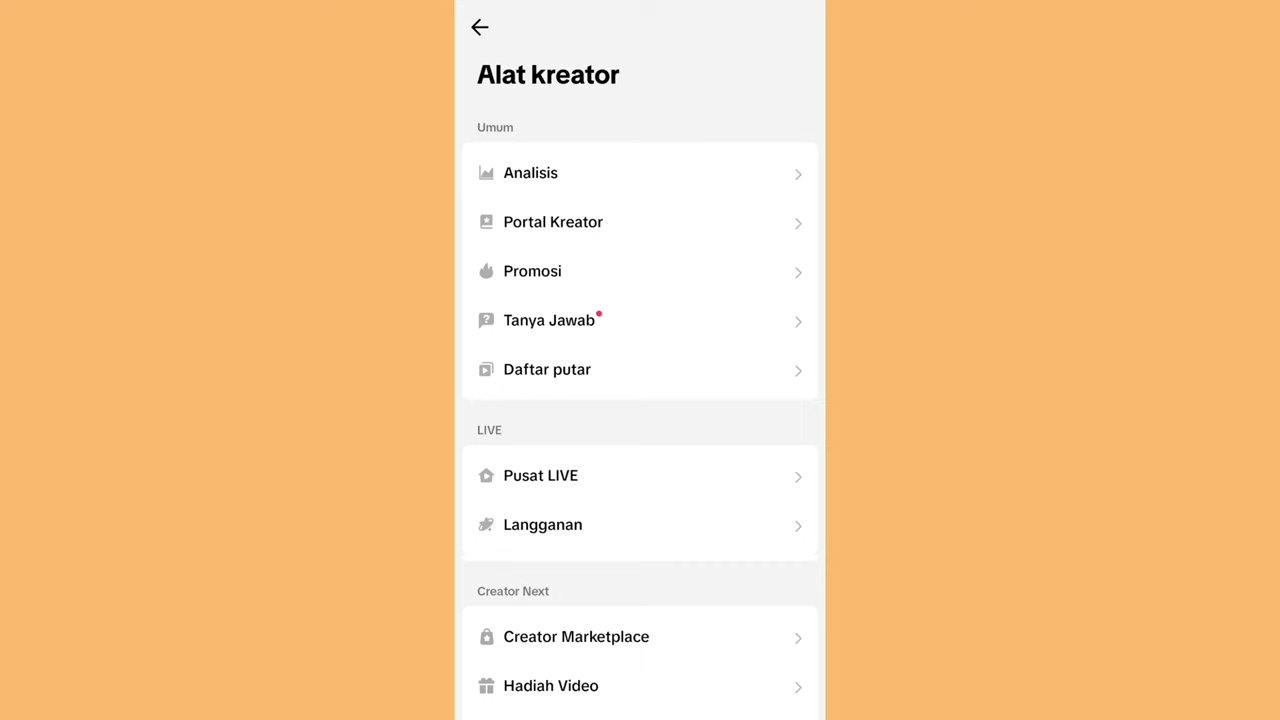 Alat kreator
Umum
Analisis
Portal Kreator
Promosi
Tanya Jawab
Daftar putar
LIVE
Pusat LIVE
Langganan
Creator Next
Creator Marketplace
Hadiah Video